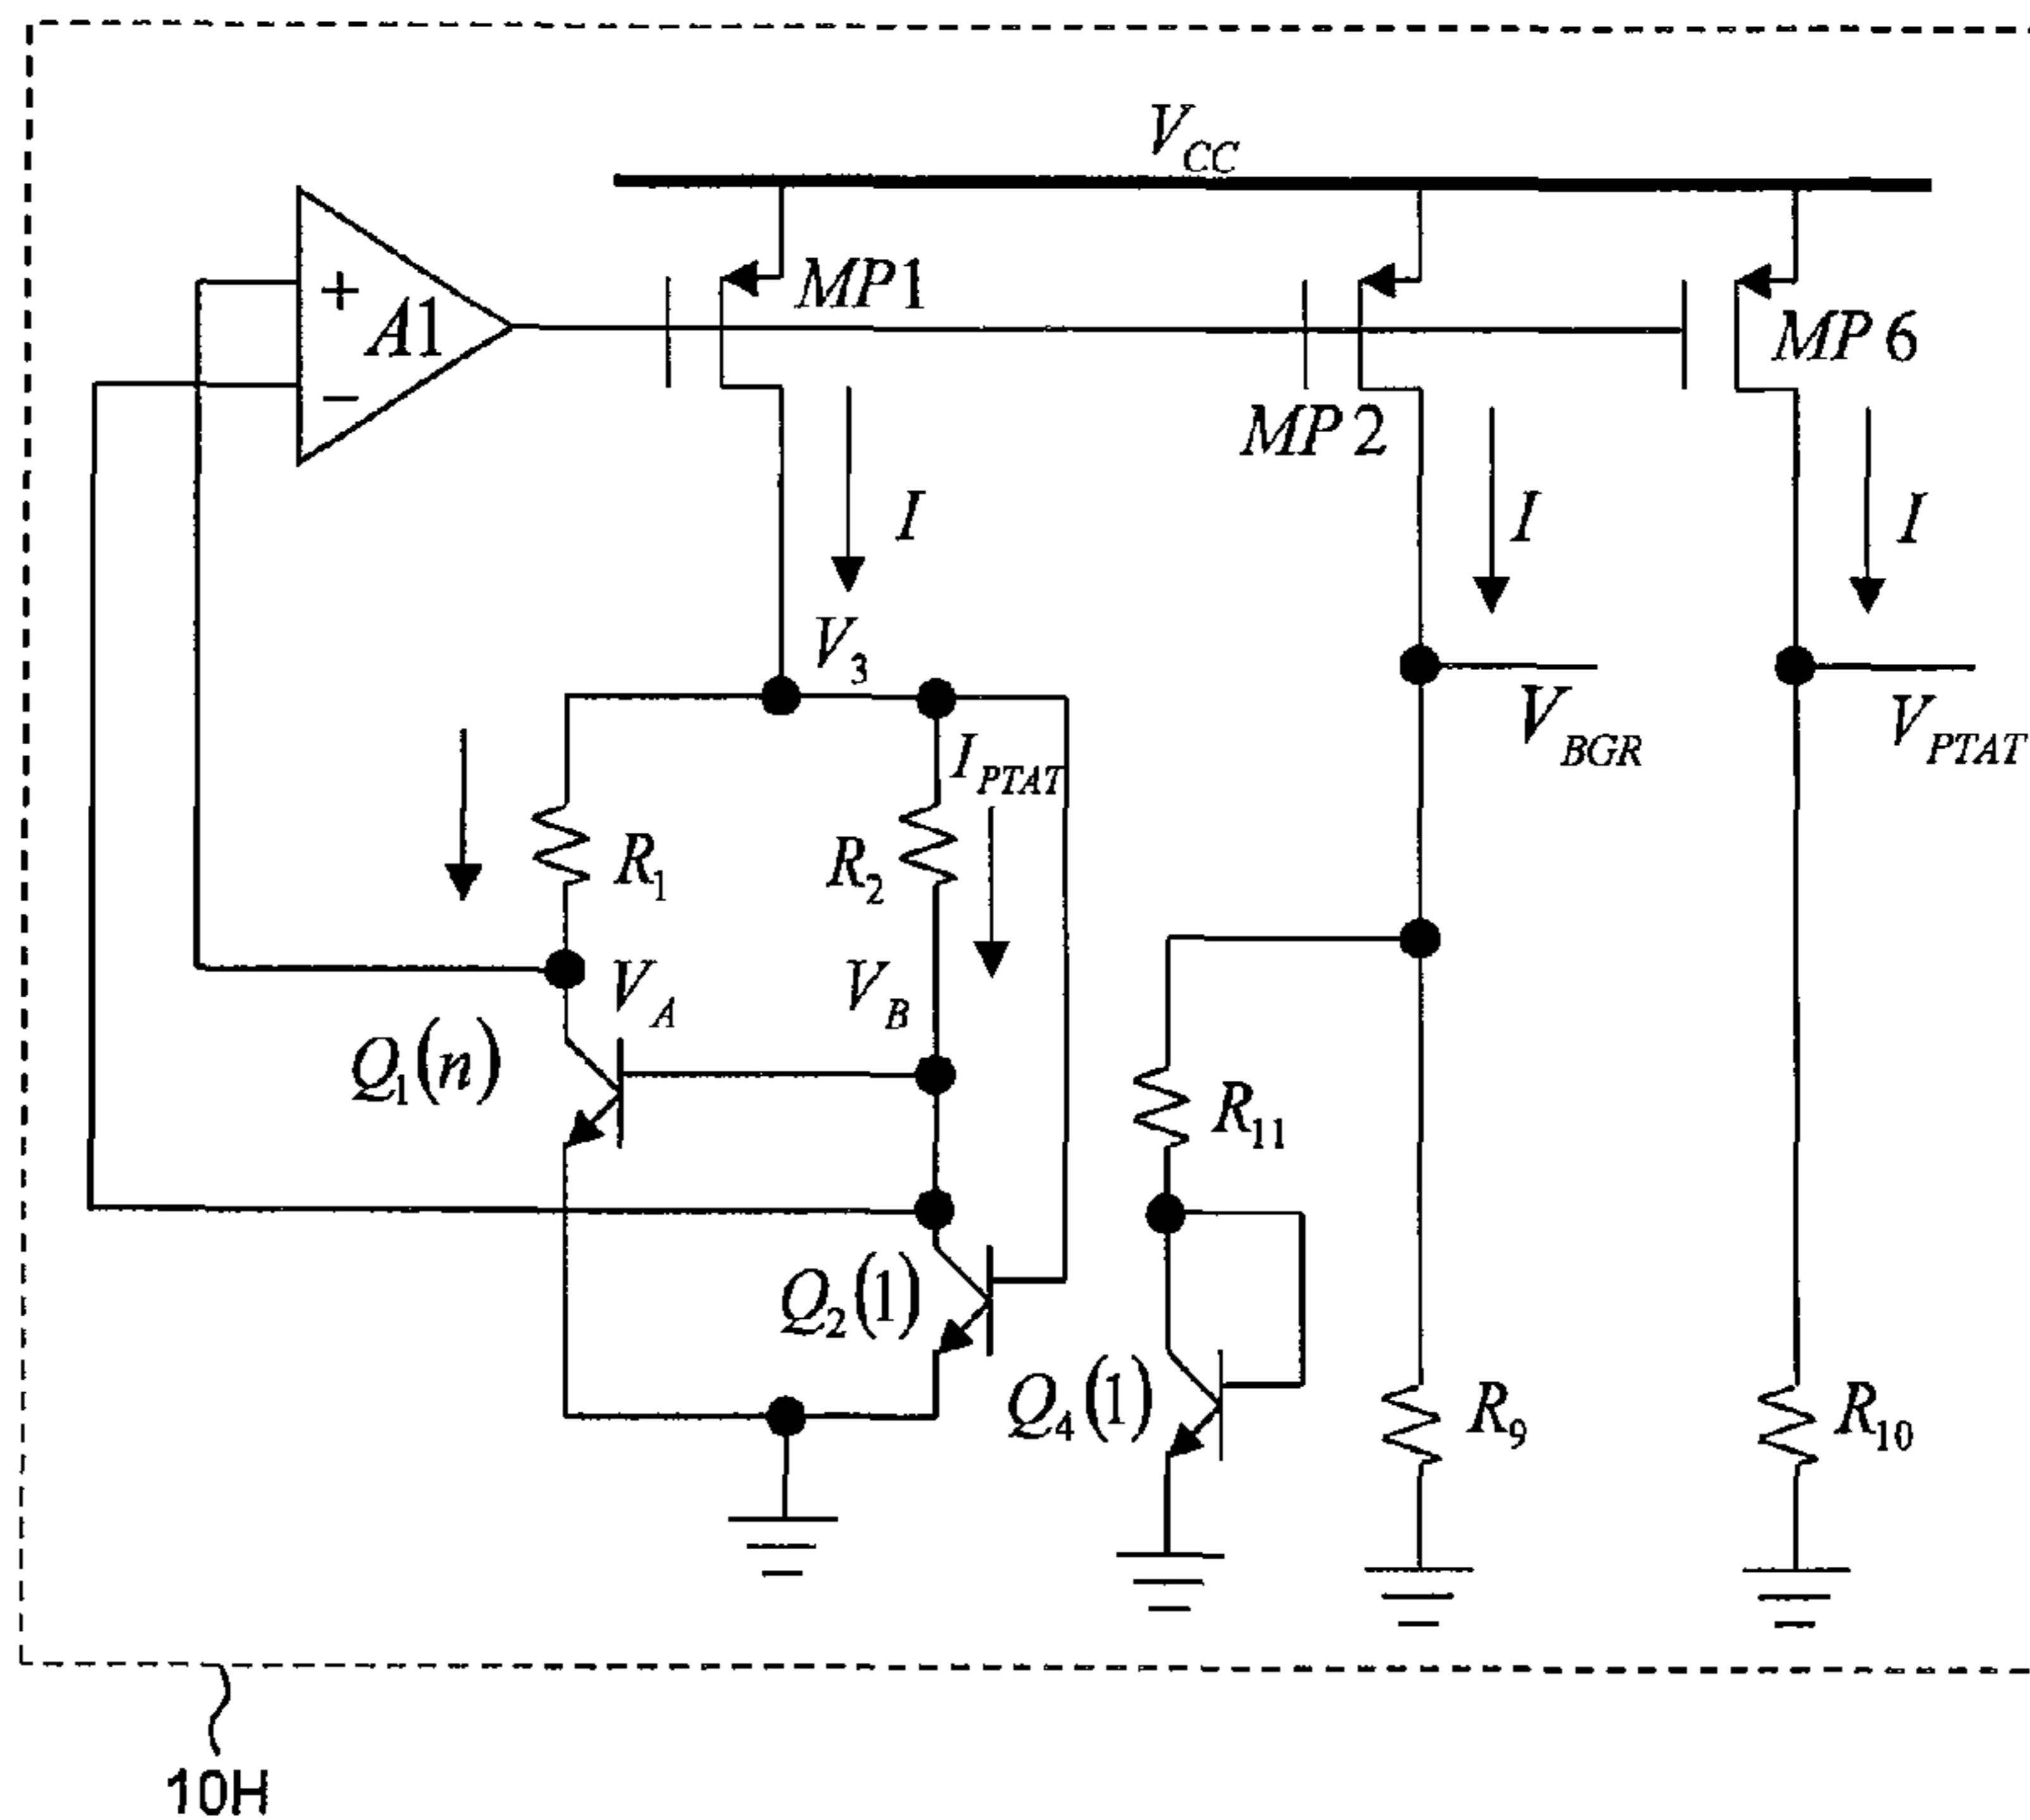 V_CC
+
A1
−
MP1
MP2
MP6
I
I
I
V_3
V_BGR
V_PTAT
I_PTAT
R_1
R_2
V_A
V_B
Q_1(n)
R_11
Q_2(1)
Q_4(1)
R_9
R_10
10H